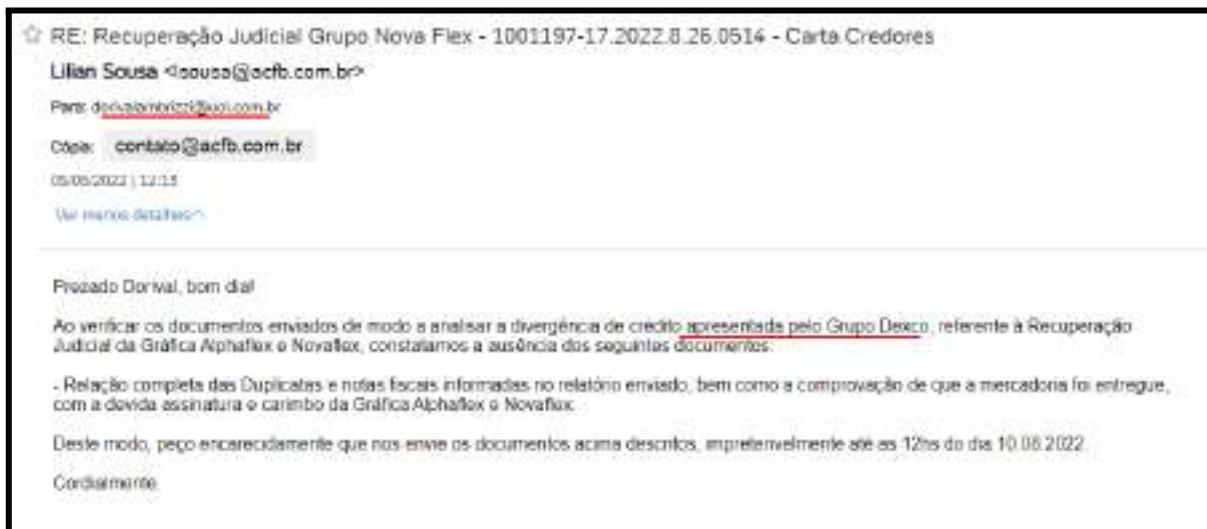 RE: Recuperação Judicial Grupo Nova Flex - 1001197-17.2022.8.26.0514 - Carta Credores
Lilian Sousa <lsousa@acfb.com.br>
Para:
Cópia: contato@acfb.com.br
2022 | 12:13
Ver menos detalhes
Prezado Dorival, bom dia!
Ao verificar os documentos enviados de modo a analisar a divergência de crédito apresentada pelo Grupo Dexco, referente à Recuperação
Judicial da Gráfica Alphaflex e Novaflex, constatamos a ausência dos seguintes documentos:
- Relação completa das Duplicatas e notas fiscais informadas no relatório enviado, bem como a comprovação de que a mercadoria foi entregue,
com a devida assinatura e carimbo da Gráfica Alphaflex e Novaflex.
Deste modo, peço encarecidamente que nos envie os documentos acima descritos, impreterivelmente até as 12hs do dia 10.08.2022.
Cordialmente.